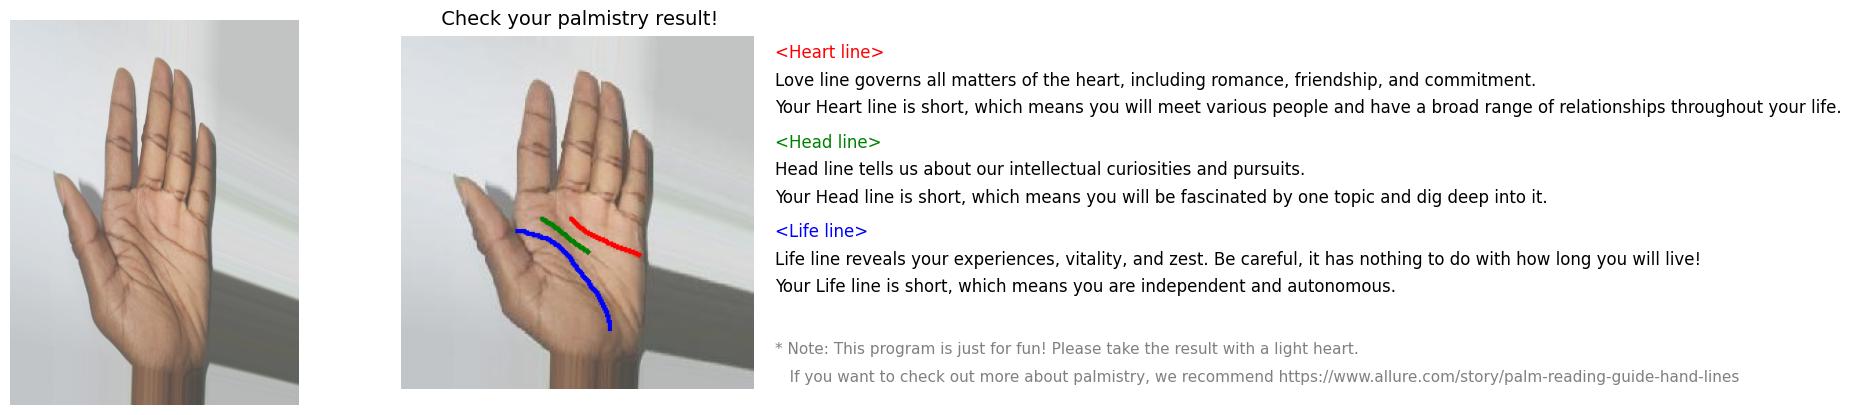 Check your palmistry result!
<Heart line>
Love line governs all matters of the heart, including romance, friendship, and commitment.
Your Heart line is short, which means you will meet various people and have a broad range of relationships throughout your life.
<Head line>
Head line tells us about our intellectual curiosities and pursuits.
Your Head line is short, which means you will be fascinated by one topic and dig deep into it.
<Life line>
Life line reveals your experiences, vitality, and zest. Be careful, it has nothing to do with how long you will live!
Your Life line is short, which means you are independent and autonomous.
* Note: This program is just for fun! Please take the result with a light heart.
If you want to check out more about palmistry, we recommend https://www.allure.com/story/palm-reading-guide-hand-lines